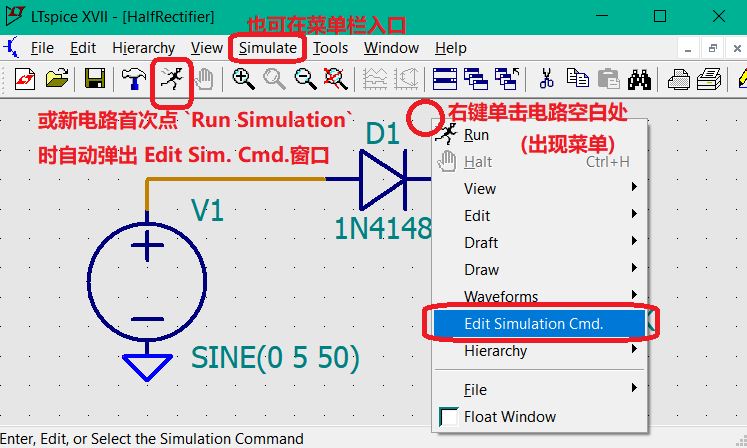 LTspice XVII - [HalfRectifier]
也可在菜单栏入口
File Edit Hierarchy View Simulate Tools Window Help
或新电路首次点 `Run Simulation`
时自动弹出 Edit Sim. Cmd.窗口
右键单击电路空白处
(出现菜单)
D1
1N4148
V1
SINE(0 5 50)
Run
Halt Ctrl+H
View
Edit
Draft
Draw
Waveforms
Edit Simulation Cmd.
Hierarchy
File
Float Window
Enter, Edit, or Select the Simulation Command